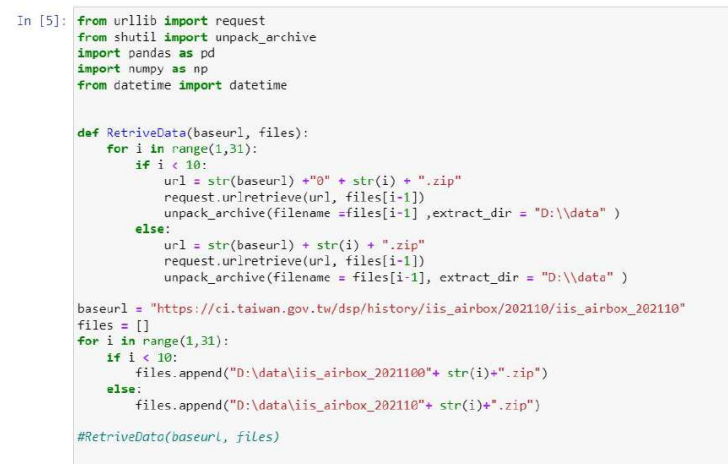 In [5]: from urllib import request
from shutil import unpack_archive
import pandas as pd
import numpy as np
from datetime import datetime
def RetriveData(baseurl, files):
for i in range(1,31):
if i < 10:
url = str(baseurl) +"0" + str(i) + ".zip"
request.urlretrieve(url, files[i-1])
unpack_archive(filename =files[i-1] ,extract_dir = "D:\\data" )
else:
url = str(baseurl) + str(i) + ".zip"
request.urlretrieve(url, files[i-1])
unpack_archive(filename = files[i-1], extract_dir = "D:\\data" )
baseurl = "https://ci.taiwan.gov.tw/dsp/history/iis_airbox/202110/iis_airbox_202110"
files = []
for i in range(1,31):
if i < 10:
files.append("D:\data\iis_airbox_2021100"+ str(i)+".zip")
else:
files.append("D:\data\iis_airbox_202110"+ str(i)+".zip")
#RetriveData(baseurl, files)